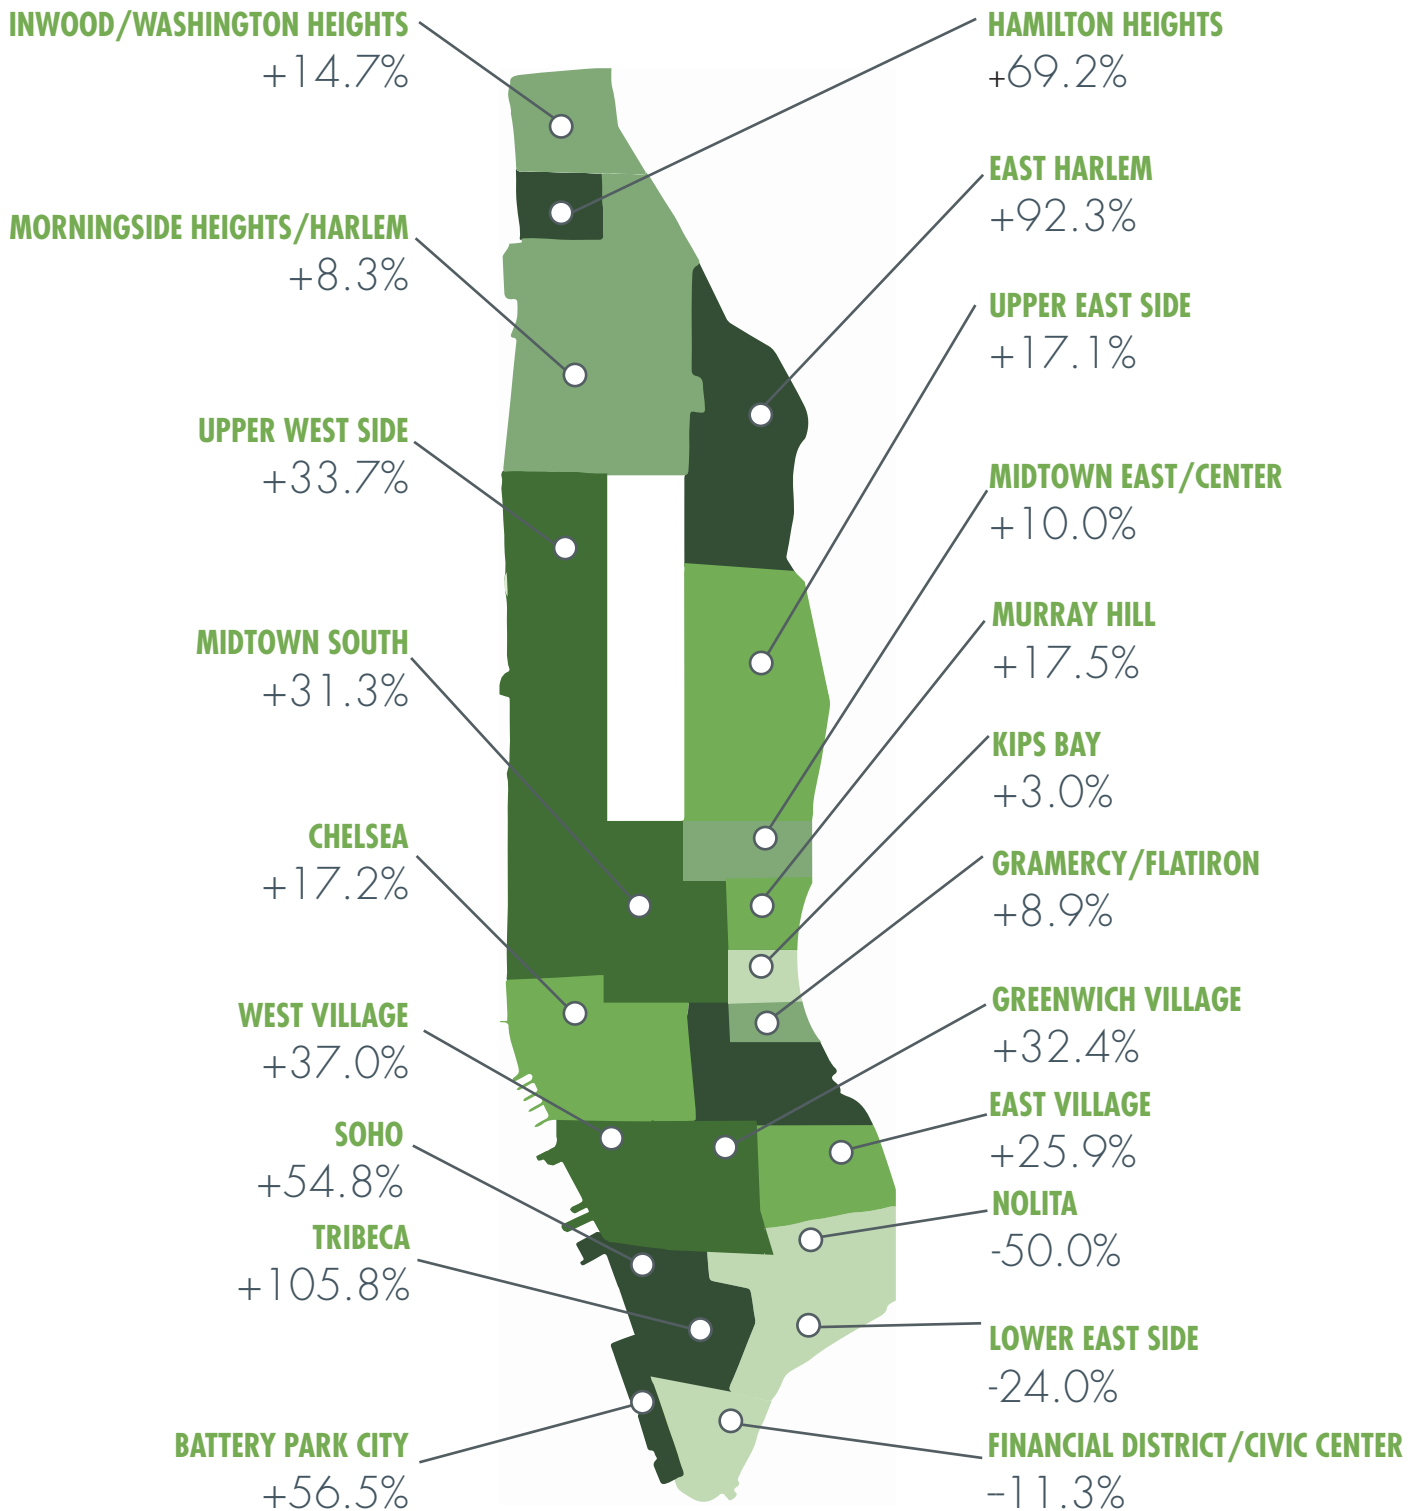 INWOOD/WASHINGTON HEIGHTS
+14.7%
MORNINGSIDE HEIGHTS/HARLEM
+8.3%
UPPER WEST SIDE
+33.7%
MIDTOWN SOUTH
+31.3%
CHELSEA
+17.2%
WEST VILLAGE
+37.0%
SOHO
+54.8%
TRIBECA
+105.8%
BATTERY PARK CITY
+56.5%
HAMILTON HEIGHTS
+69.2%
EAST HARLEM
+92.3%
UPPER EAST SIDE
+17.1%
MIDTOWN EAST/CENTER
+10.0%
MURRAY HILL
+17.5%
KIPS BAY
+3.0%
GRAMERCY/FLATIRON
+8.9%
GREENWICH VILLAGE
+32.4%
EAST VILLAGE
+25.9%
NOLITA
-50.0%
LOWER EAST SIDE
-24.0%
FINANCIAL DISTRICT/CIVIC CENTER
–11.3%